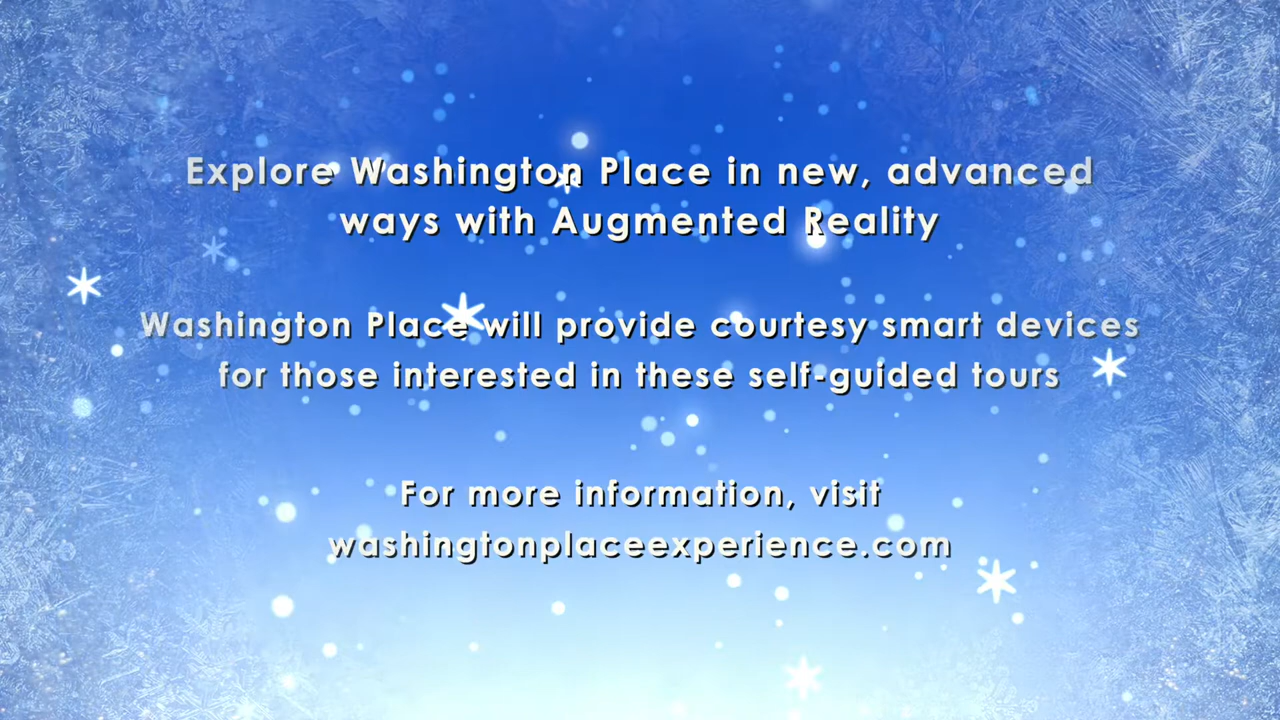 Explore Washington Place in new, advanced
ways with Augmented Reality
Washington Place will provide courtesy smart devices
for those interested in these self-guided tours
For more information, visit
washingtonplaceexperience.com